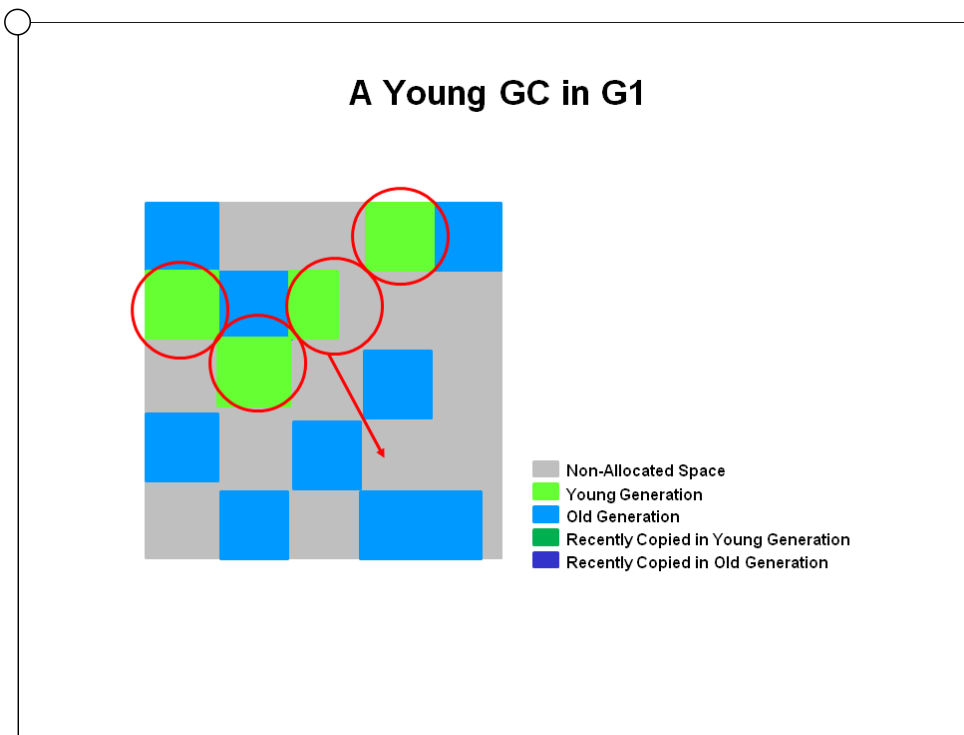 A Young GC in G1
Non-Allocated Space
Young Generation
Old Generation
Recently Copied in Young Generation
Recently Copied in Old Generation